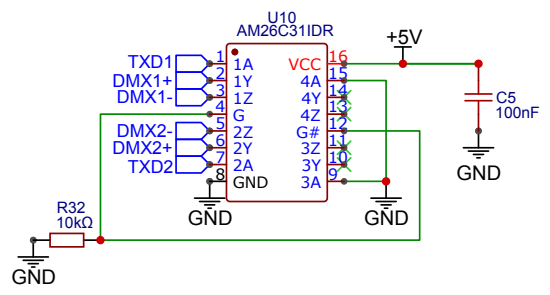 U10
AM26C31IDR
+5V
TXD1 1 1A VCC 16
DMX1+ 2 1Y 4A 15
DMX1- 3 1Z 4Y 14
4 G 4Z 13
DMX2- 5 2Z G# 12
DMX2+ 6 2Y 3Z 11
TXD2 7 2A 3Y 10
8 GND 3A 9
C5
100nF
GND
GND
GND
R32
10kΩ
GND